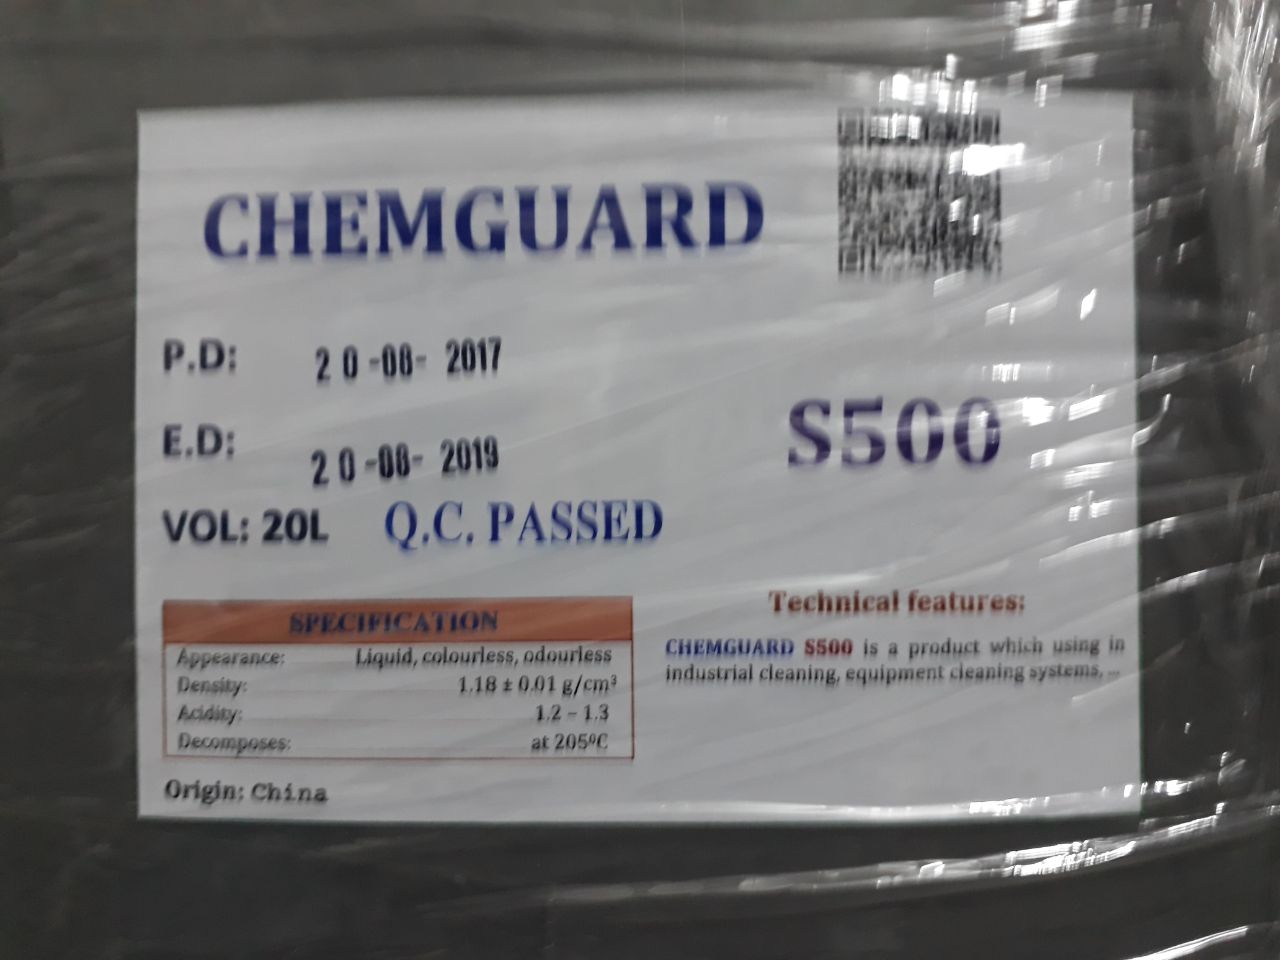 CHEMGUARD
P.D: 20-08- 2017
E.D: 20-08- 2019
S500
VOL: 20L Q.C. PASSED
SPECIFICATION
Appearance: Liquid, colourless, odourless
Density: 1.18 ± 0.01 g/cm³
Acidity: 1.2 – 1.3
Decomposes: at 205ºC
Origin: China
Technical features:
CHEMGUARD S500 is a product which using in
industrial cleaning, equipment cleaning systems, ...